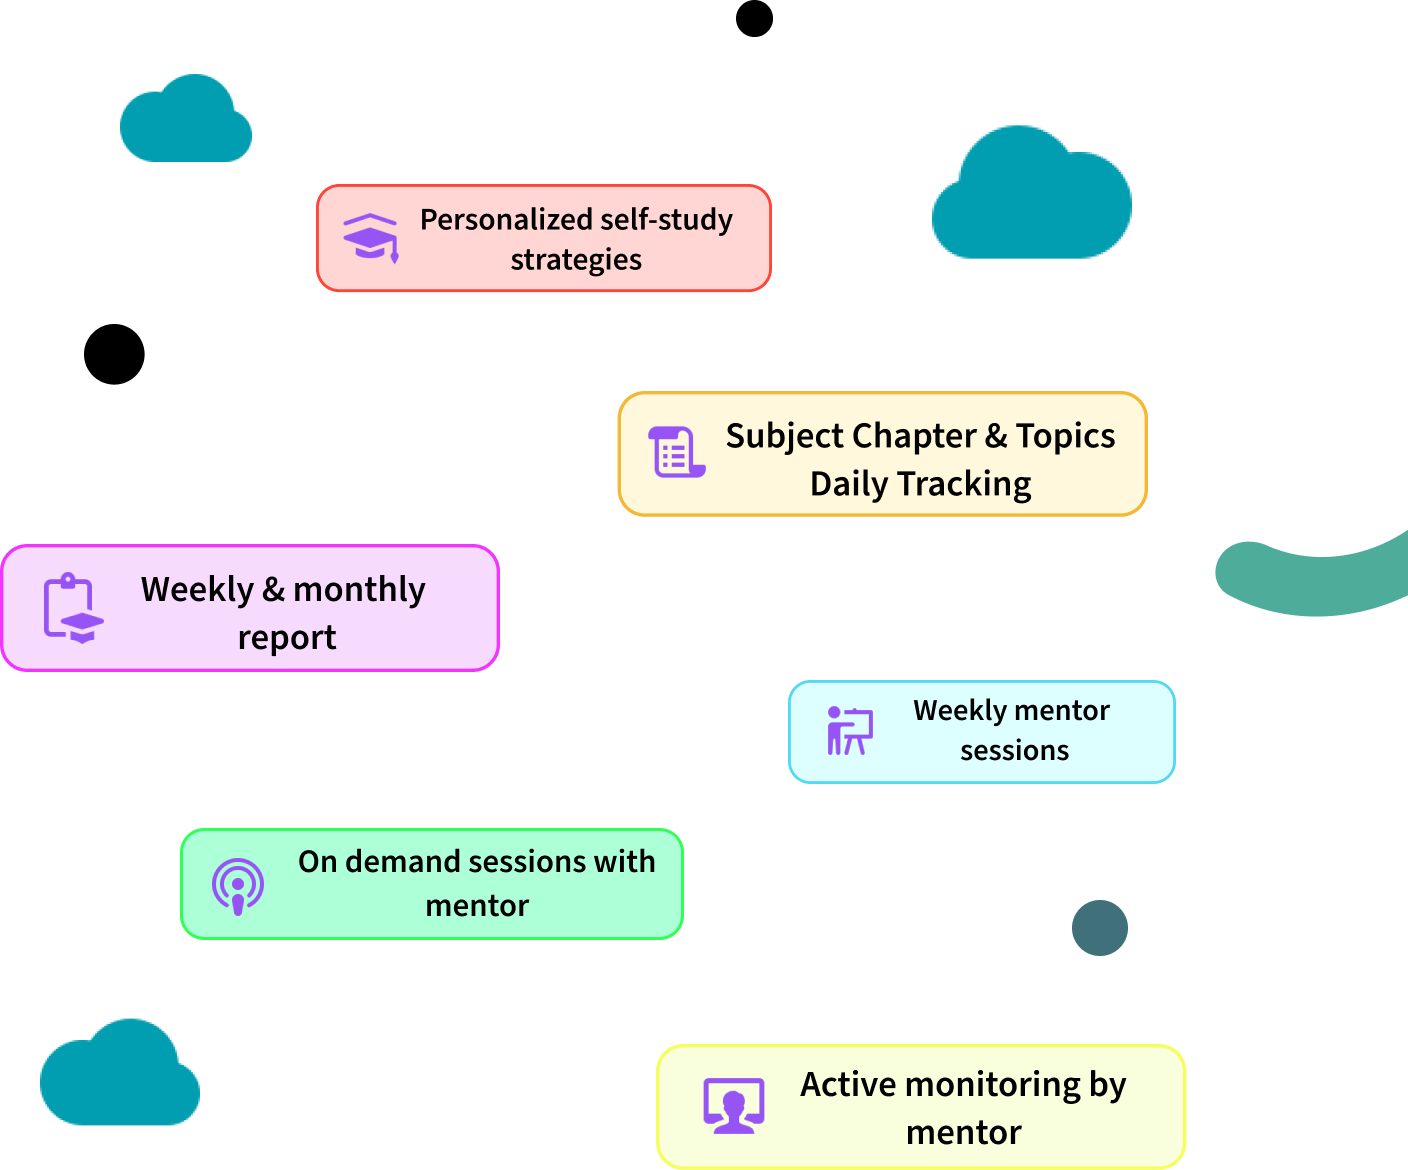 Personalized self-study
strategies
Subject Chapter & Topics
Daily Tracking
Weekly & monthly
report
Weekly mentor
sessions
On demand sessions with
mentor
Active monitoring by
mentor